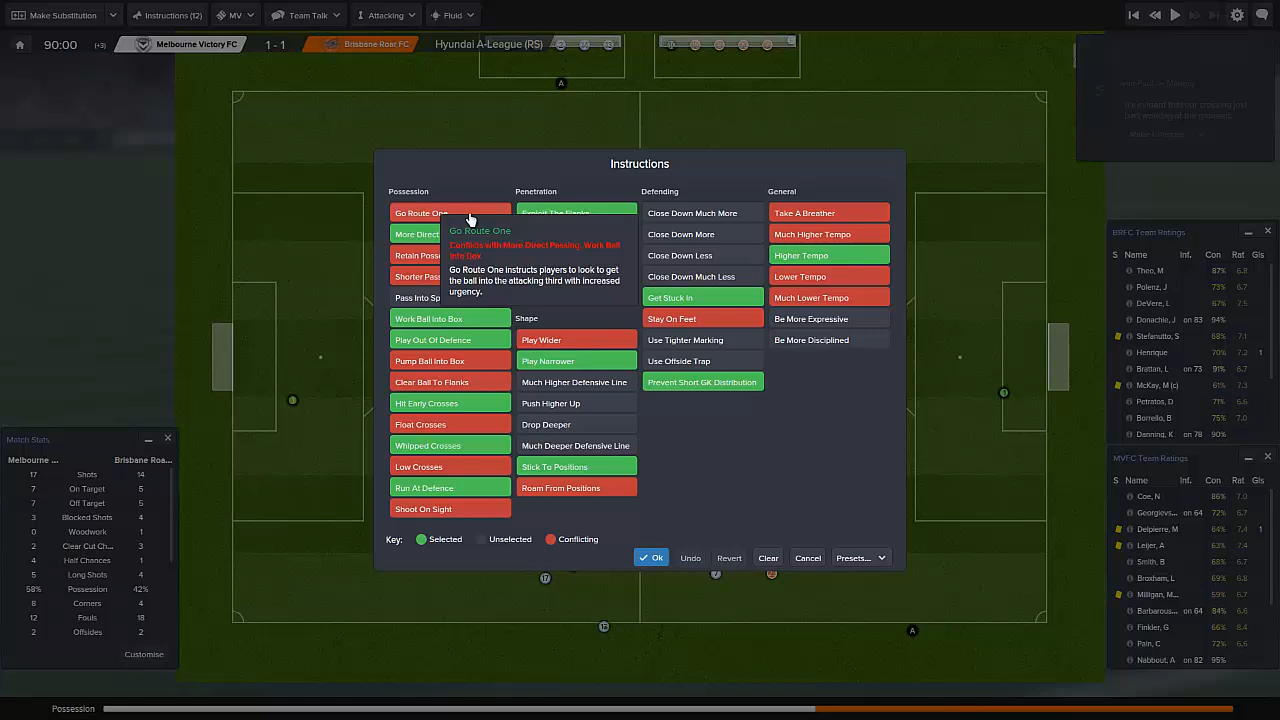 Make Substitution
Instructions (12)
MV
Team Talk
Attacking
Fluid
90:00 (+3) Melbourne Victory FC 1 - 1 Brisbane Roar FC Hyundai A-League (RS)
A
Instructions
Possession
Go Route One
More Direct
Retain Posse
Shorter Pass
Pass Into Sp
Work Ball Into Box
Play Out Of Defence
Pump Ball Into Box
Clear Ball To Flanks
Hit Early Crosses
Float Crosses
Whipped Crosses
Low Crosses
Run At Defence
Shoot On Sight
Penetration
Exploit The Flanks
Go Route One
Conflicts with More Direct Passing, Work Ball
Into Box
Go Route One instructs players to look to get
the ball into the attacking third with increased
urgency.
Shape
Play Wider
Play Narrower
Much Higher Defensive Line
Push Higher Up
Drop Deeper
Much Deeper Defensive Line
Stick To Positions
Roam From Positions
Defending
Close Down Much More
Close Down More
Close Down Less
Close Down Much Less
Get Stuck In
Stay On Feet
Use Tighter Marking
Use Offside Trap
Prevent Short GK Distribution
General
Take A Breather
Much Higher Tempo
Higher Tempo
Lower Tempo
Much Lower Tempo
Be More Expressive
Be More Disciplined
Key: Selected Unselected Conflicting
Ok Undo Revert Clear Cancel Presets...
17
7
12
A
Match Stats
Melbourne ... Brisbane Roar...
17 Shots 14
7 On Target 5
7 Off Target 5
3 Blocked Shots 4
0 Woodwork 1
2 Clear Cut Ch... 3
4 Half Chances 1
5 Long Shots 4
58% Possession 42%
8 Corners 4
12 Fouls 18
2 Offsides 2
Customise
BRFC Team Ratings
S Name Inf. Con Rat Gls
Theo, M 87% 6.8
Polenz, J 73% 6.7
DeVere, L 67% 7.5
Donachie, J on 83 94%
Stefanutto, S 68% 7.1
Henrique 70% 7.2 1
Brattan, L on 73 91% 6.7
McKay, M (c) 61% 7.3
Petratos, D 71% 6.6
Borrello, B 75% 7.0
Danning, K on 78 90%
MVFC Team Ratings
S Name Inf. Con Rat Gls
Coe, N 86% 7.0
Georgievs... on 64 72% 6.7
Delpierre, M 64% 7.4 1
Leijer, A 63% 7.4
Smith, B 68% 6.7
Broxham, L 69% 6.8
Milligan, M... 59% 6.7
Barbarous... on 64 84% 6.6
Finkler, G 66% 8.4
Pain, C 72% 6.6
Nabbout, A on 82 95%
Possession